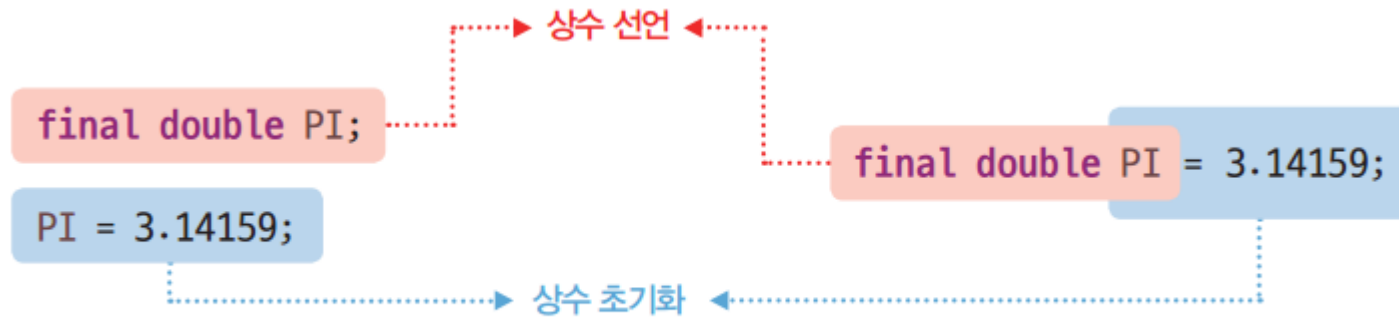 상수 선언
final double PI;
final double PI = 3.14159;
PI = 3.14159;
상수 초기화